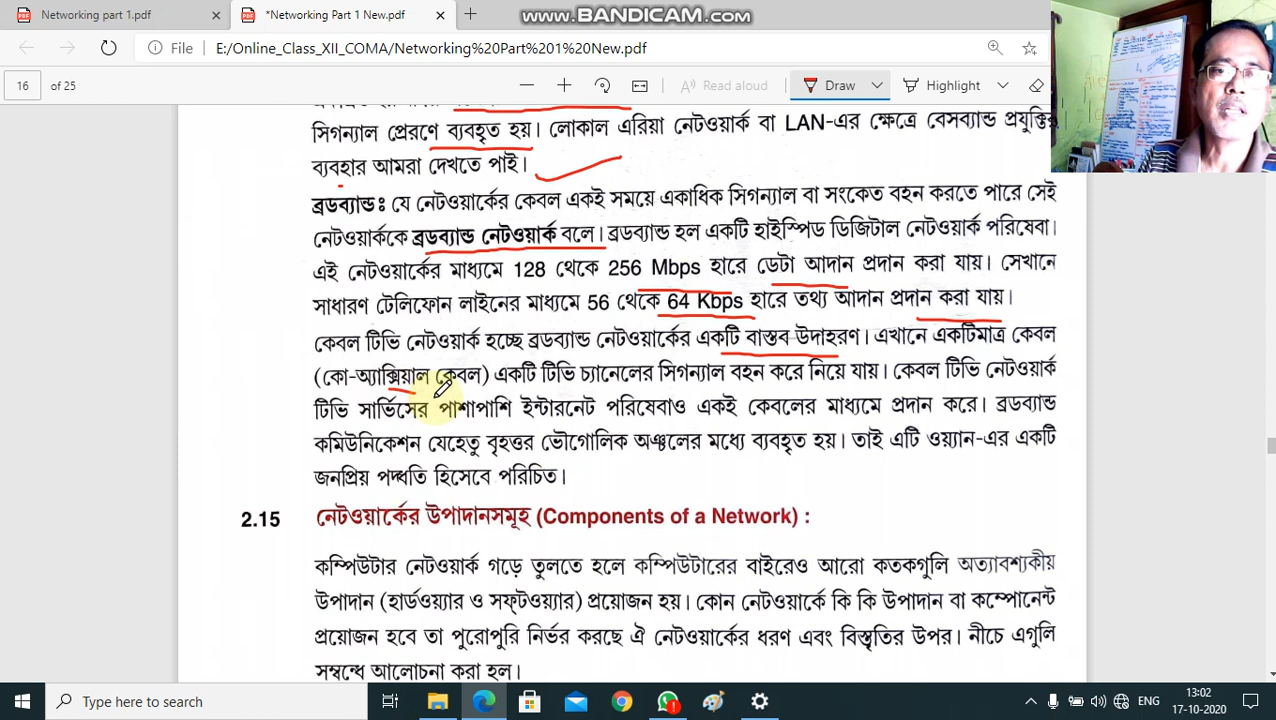 Networking part 1.pdf
*Networking Part 1 New.pdf
www.BANDICAM.com
File E:/Online_Class_XII_COMA/Networking%20Part%201%20New.pdf
16 of 25
Read aloud
Draw
Highlight
সিগন্যাল প্রেরণে ব্যবহৃত হয়। লোকাল এরিয়া নেটওয়ার্ক বা LAN-এর ক্ষেত্রে বেসব্যান্ড প্রযুক্তির
ব্যবহার আমরা দেখতে পাই।
ব্রডব্যান্ডঃ যে নেটওয়ার্কের কেবল একই সময়ে একাধিক সিগন্যাল বা সংকেত বহন করতে পারে সেই
নেটওয়ার্ককে ব্রডব্যান্ড নেটওয়ার্ক বলে। ব্রডব্যান্ড হল একটি হাইস্পিড ডিজিটাল নেটওয়ার্ক পরিষেবা।
এই নেটওয়ার্কের মাধ্যমে 128 থেকে 256 Mbps হারে ডেটা আদান প্রদান করা যায়। সেখানে
সাধারণ টেলিফোন লাইনের মাধ্যমে 56 থেকে 64 Kbps হারে তথ্য আদান প্রদান করা যায়।
কেবল টিভি নেটওয়ার্ক হচ্ছে ব্রডব্যান্ড নেটওয়ার্কের একটি বাস্তব উদাহরণ। এখানে একটিমাত্র কেবল
(কো-অ্যাক্সিয়াল কেবল) একটি টিভি চ্যানেলের সিগন্যাল বহন করে নিয়ে যায়। কেবল টিভি নেটওয়ার্ক
টিভি সার্ভিসের পাশাপাশি ইন্টারনেট পরিষেবাও একই কেবলের মাধ্যমে প্রদান করে। ব্রডব্যান্ড
কমিউনিকেশন যেহেতু বৃহত্তর ভৌগোলিক অঞ্চলের মধ্যে ব্যবহৃত হয়। তাই এটি ওয়্যান-এর একটি
জনপ্রিয় পদ্ধতি হিসেবে পরিচিত।
2.15 নেটওয়ার্কের উপাদানসমূহ (Components of a Network) :
কম্পিউটার নেটওয়ার্ক গড়ে তুলতে হলে কম্পিউটারের বাইরেও আরো কতকগুলি অত্যাবশ্যকীয়
উপাদান (হার্ডওয়্যার ও সফ্টওয়্যার) প্রয়োজন হয়। কোন নেটওয়ার্কে কি কি উপাদান বা কম্পোনেন্ট
প্রয়োজন হবে তা পুরোপুরি নির্ভর করছে ঐ নেটওয়ার্কের ধরণ এবং বিস্তৃতির উপর। নীচে এগুলি
সম্বন্ধে আলোচনা করা হল।
Type here to search
ENG
13:02
17-10-2020